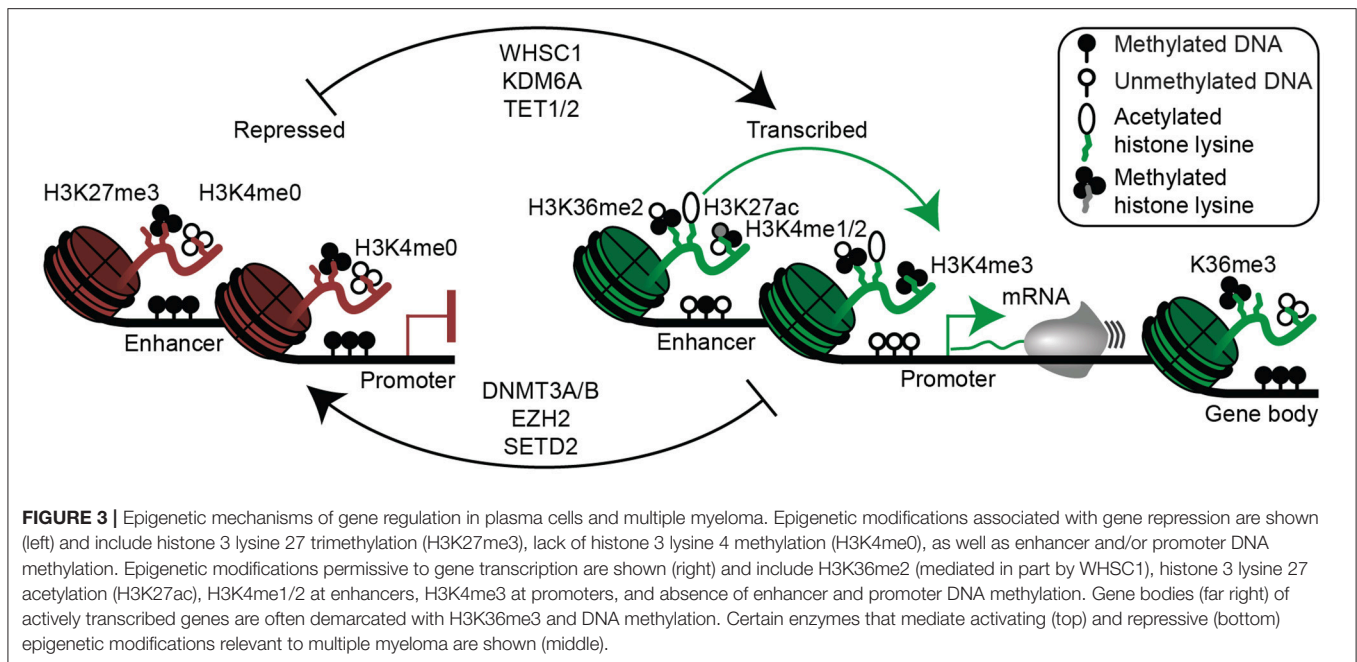 WHSC1
KDM6A
TET1/2
Repressed
Transcribed
Methylated DNA
Unmethylated DNA
Acetylated
histone lysine
Methylated
histone lysine
H3K27me3
H3K4me0
H3K4me0
H3K36me2
H3K27ac
H3K4me1/2
H3K4me3
mRNA
K36me3
Enhancer
Promoter
Enhancer
Promoter
Gene body
DNMT3A/B
EZH2
SETD2
FIGURE 3 | Epigenetic mechanisms of gene regulation in plasma cells and multiple myeloma. Epigenetic modifications associated with gene repression are shown
(left) and include histone 3 lysine 27 trimethylation (H3K27me3), lack of histone 3 lysine 4 methylation (H3K4me0), as well as enhancer and/or promoter DNA
methylation. Epigenetic modifications permissive to gene transcription are shown (right) and include H3K36me2 (mediated in part by WHSC1), histone 3 lysine 27
acetylation (H3K27ac), H3K4me1/2 at enhancers, H3K4me3 at promoters, and absence of enhancer and promoter DNA methylation. Gene bodies (far right) of
actively transcribed genes are often demarcated with H3K36me3 and DNA methylation. Certain enzymes that mediate activating (top) and repressive (bottom)
epigenetic modifications relevant to multiple myeloma are shown (middle).